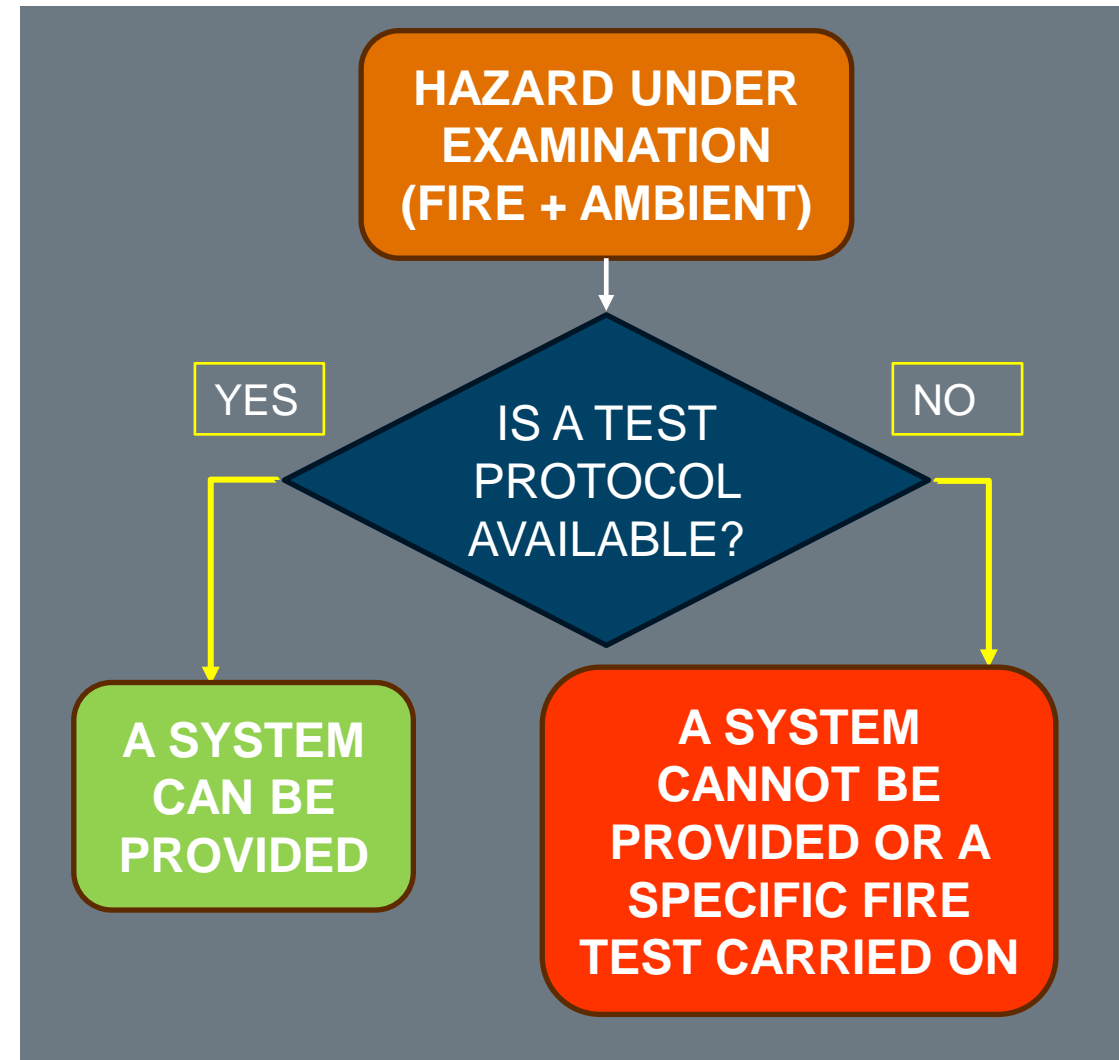 HAZARD UNDER
EXAMINATION
(FIRE + AMBIENT)
YES
NO
IS A TEST
PROTOCOL
AVAILABLE?
A SYSTEM
CAN BE
PROVIDED
A SYSTEM
CANNOT BE
PROVIDED OR A
SPECIFIC FIRE
TEST CARRIED ON